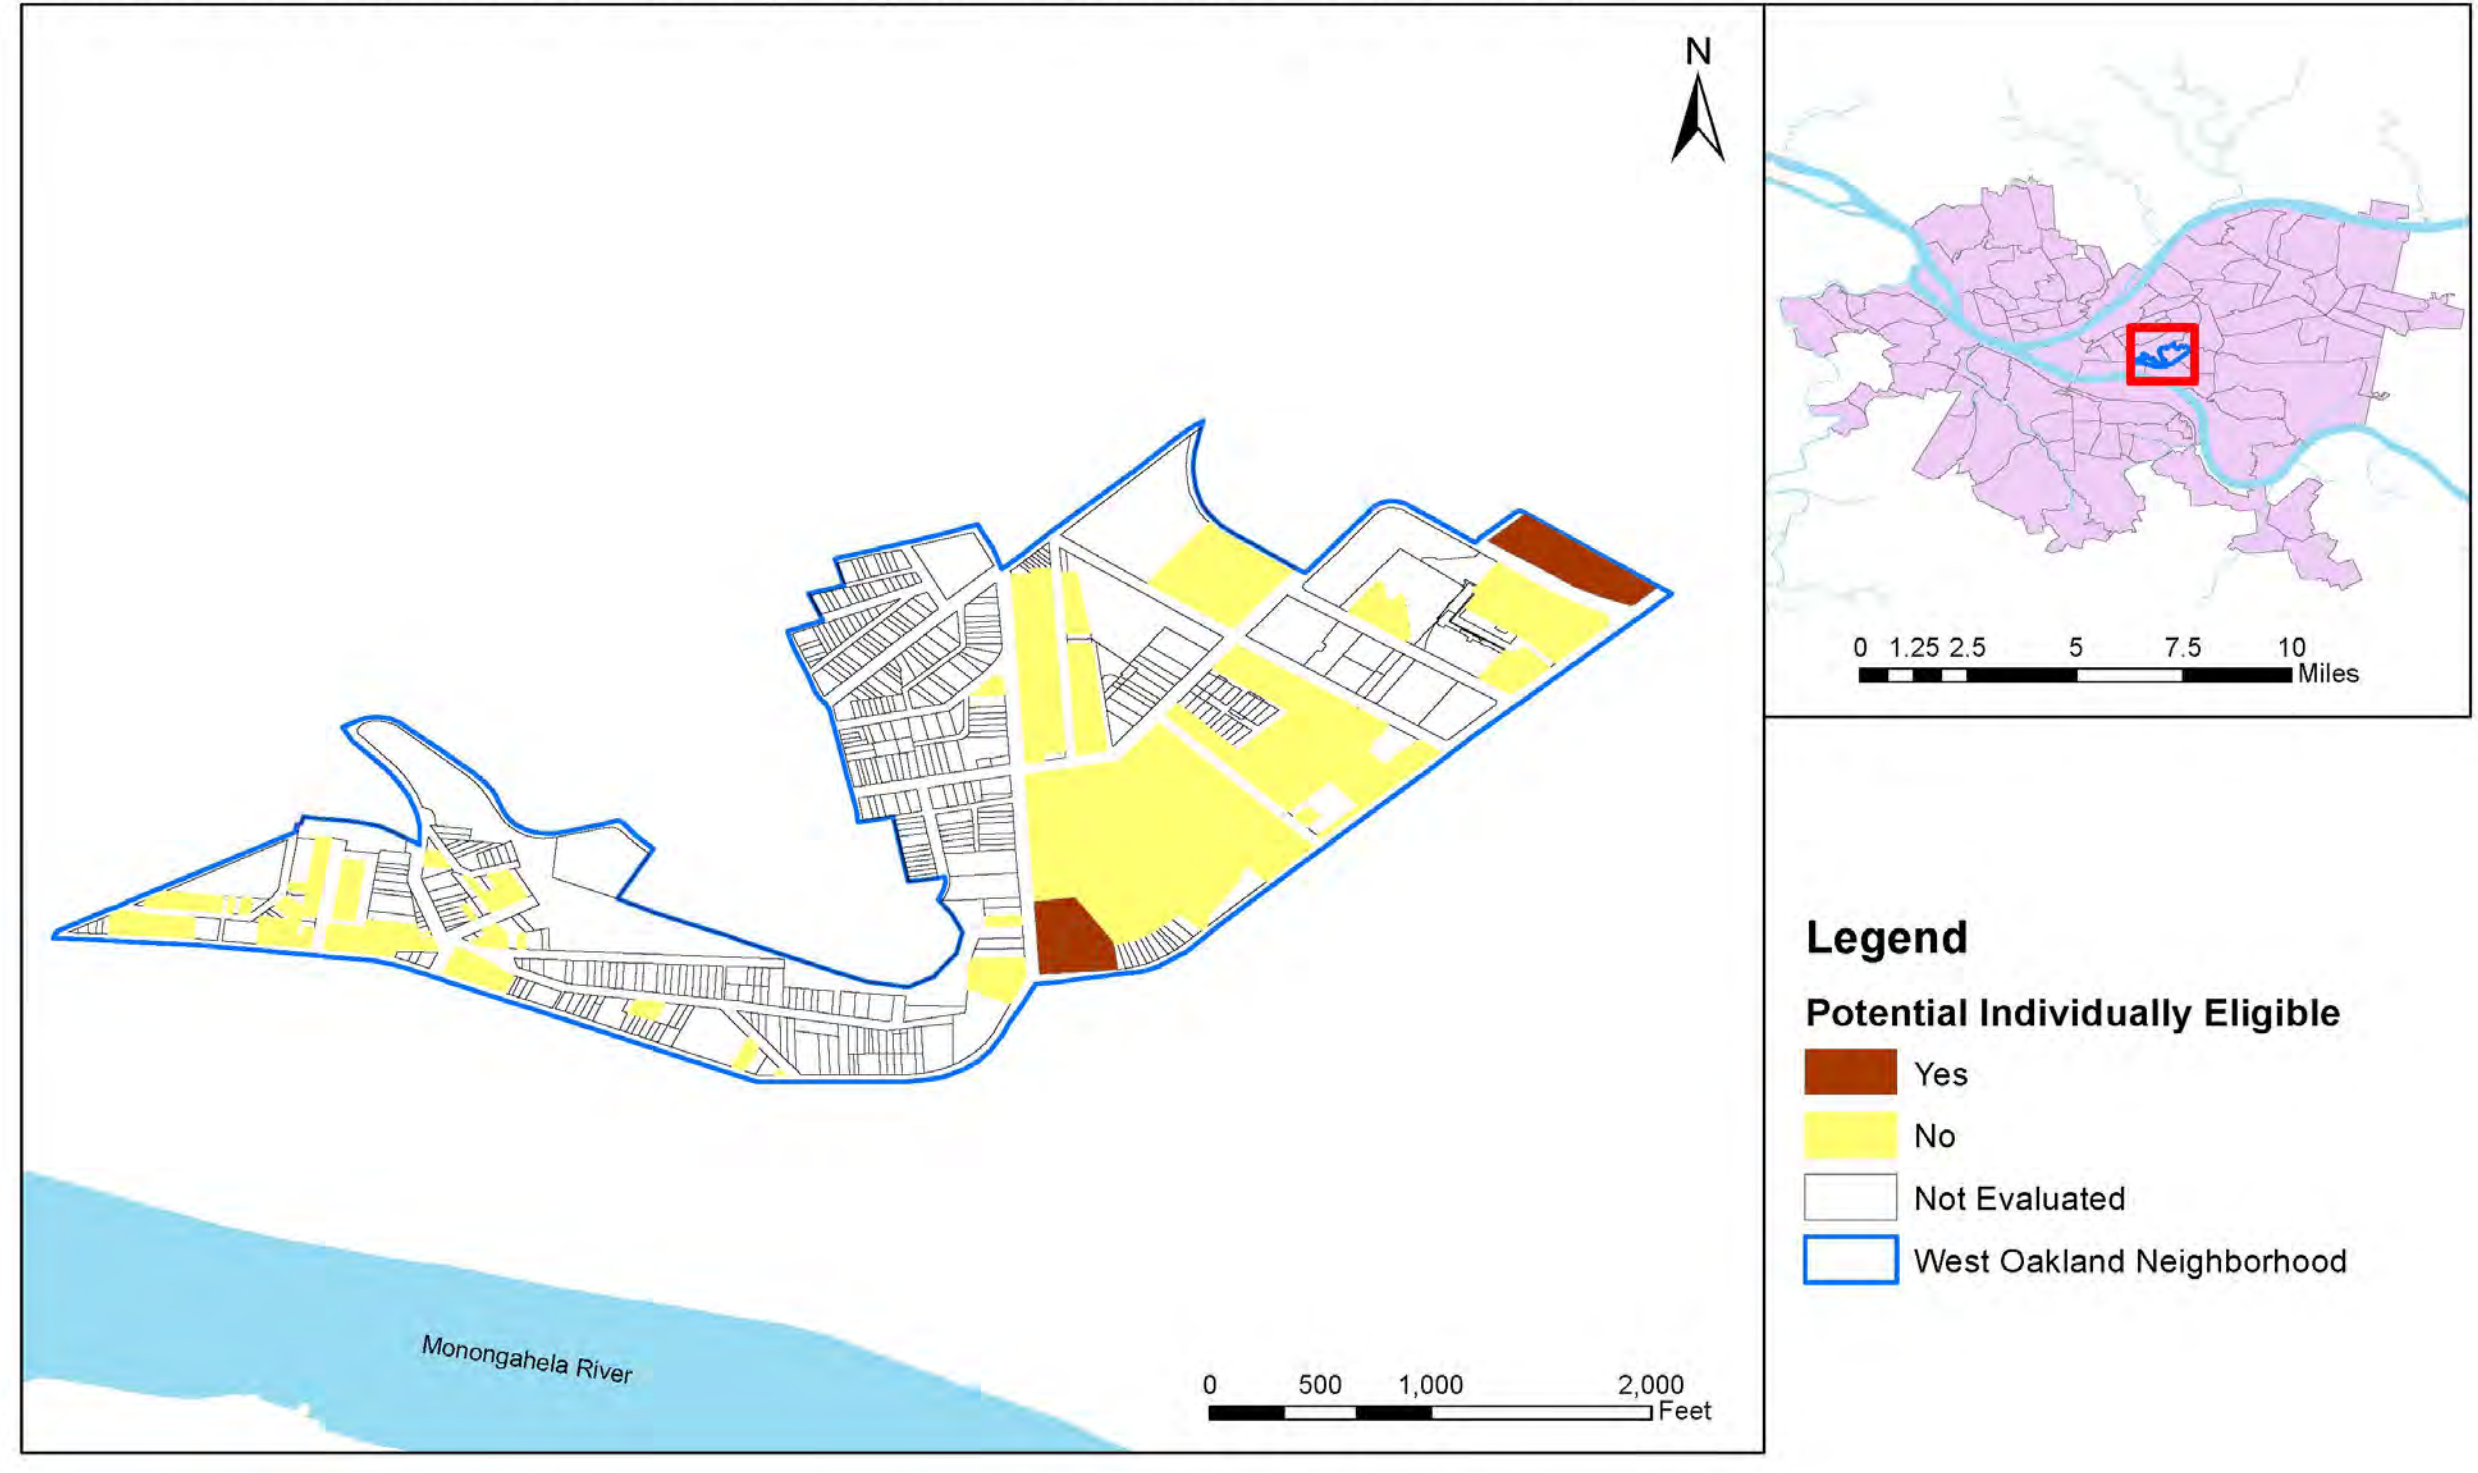 N
0 1.25 2.5 5 7.5 10
Miles
Legend
Potential Individually Eligible
Yes
No
Not Evaluated
West Oakland Neighborhood
Monongahela River
0 500 1,000 2,000
Feet